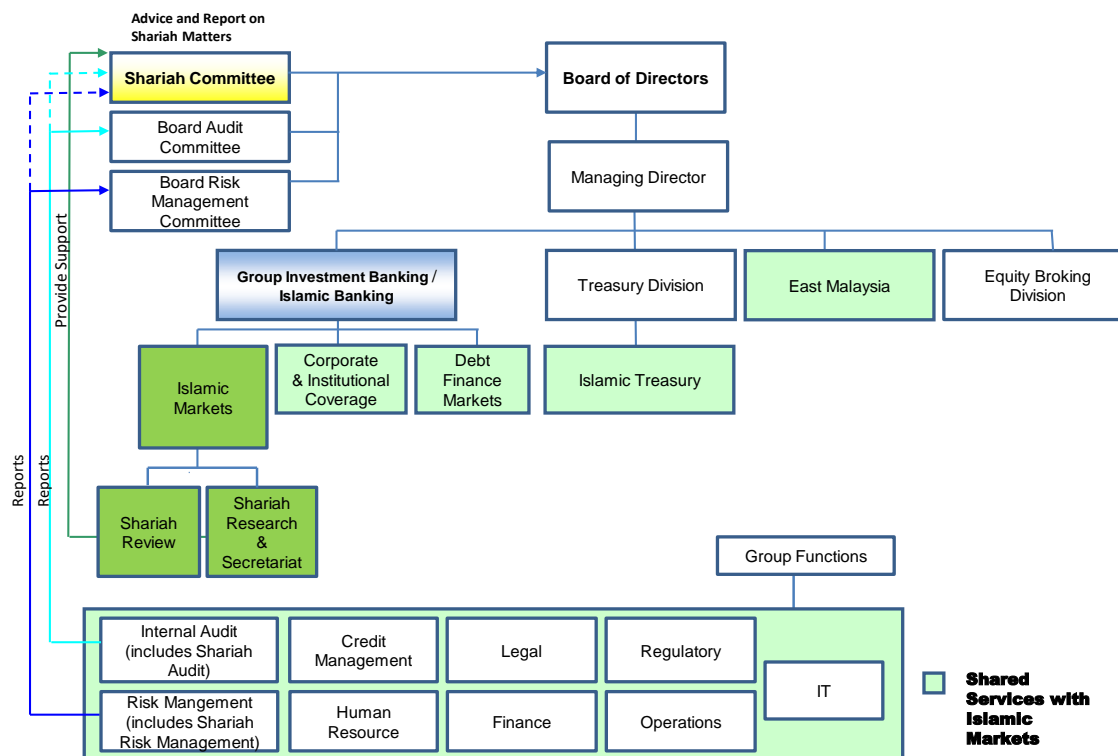 Advice and Report on
Shariah Matters
Shariah Committee
Board of Directors
Board Audit
Committee
Board Risk
Management
Committee
Managing Director
Provide Support
Group Investment Banking /
Islamic Banking
Treasury Division
East Malaysia
Equity Broking
Division
Islamic
Markets
Corporate
& Institutional
Coverage
Debt
Finance
Markets
Islamic Treasury
Reports
Reports
Shariah
Review
Shariah
Research
&
Secretariat
Group Functions
Internal Audit
(includes Shariah
Audit)
Credit
Management
Legal
Regulatory
IT
Risk Mangement
(includes Shariah
Risk Management)
Human
Resource
Finance
Operations
Shared
Services with
Islamic
Markets